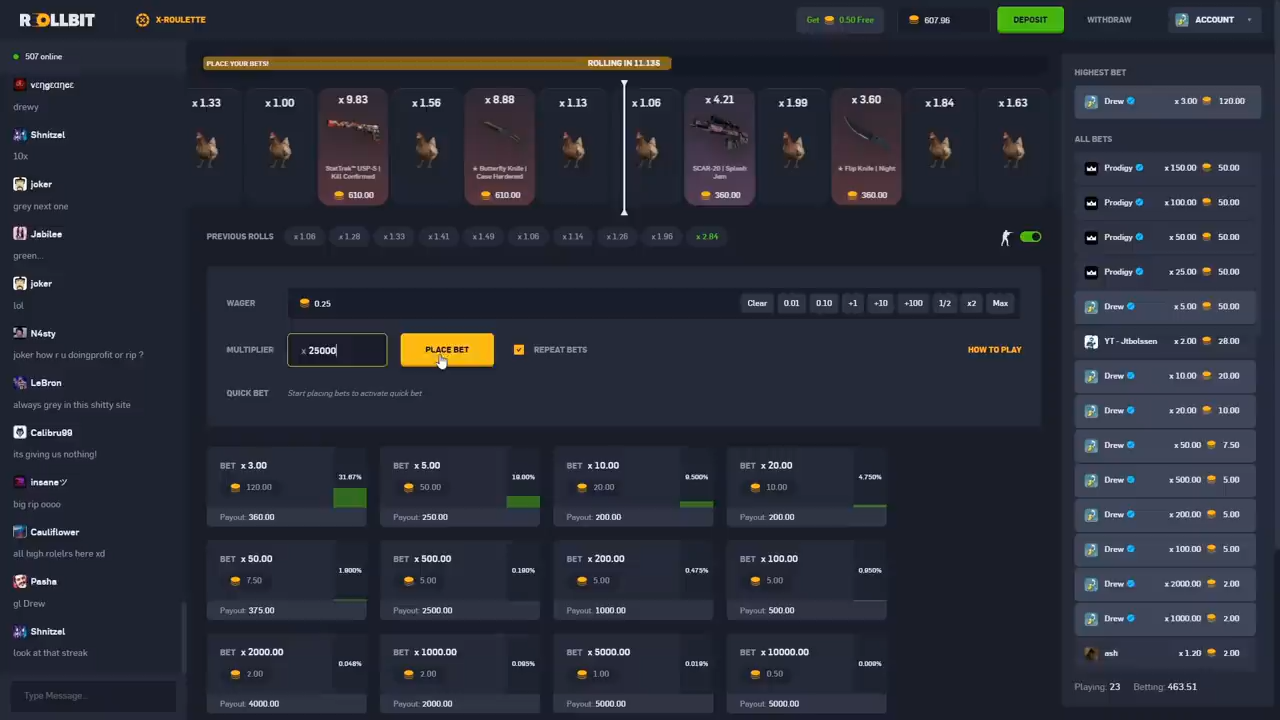 ROLLBIT
X-ROULETTE
Get 0.50 Free
607.96
DEPOSIT
WITHDRAW
ACCOUNT
507 online
vεηgεαηεε
drewy
Shnitzel
10x
joker
grey next one
Jabilee
green...
joker
lol
N4sty
joker how r u doingprofit or rip ?
LeBron
always grey in this shitty site
Calibru99
its giving us nothing!
insaneツ
big rip oooo
Cauliflower
all high rolelrs here xd
Pasha
gl Drew
Shnitzel
look at that streak
Type Message...
PLACE YOUR BETS!
ROLLING IN
x 1.33
x 1.00
x 9.83
StatTrak™ USP-S |
Kill Confirmed
610.00
x 1.56
x 8.88
★ Butterfly Knife |
Case Hardened
610.00
x 1.13
x 1.06
x 4.21
SCAR-20 | Splash
Jam
360.00
x 1.99
x 3.60
★ Flip Knife | Night
360.00
x 1.84
x 1.63
PREVIOUS ROLLS
x 1.06
x 1.28
x 1.33
x 1.41
x 1.49
x 1.06
x 1.14
x 1.26
x 1.96
x 2.84
WAGER
0.25
Clear
0.01
0.10
+1
+10
+100
1/2
x2
Max
MULTIPLIER
x 25000
PLACE BET
REPEAT BETS
HOW TO PLAY
QUICK BET
Start placing bets to activate quick bet
BET x 3.00
120.00
31.67%
Payout: 360.00
BET x 5.00
50.00
19.00%
Payout: 250.00
BET x 10.00
20.00
9.500%
Payout: 200.00
BET x 20.00
10.00
4.750%
Payout: 200.00
BET x 50.00
7.50
1.900%
Payout: 375.00
BET x 500.00
5.00
0.190%
Payout: 2500.00
BET x 200.00
5.00
0.475%
Payout: 1000.00
BET x 100.00
5.00
0.950%
Payout: 500.00
BET x 2000.00
2.00
0.048%
Payout: 4000.00
BET x 1000.00
2.00
0.095%
Payout: 2000.00
BET x 5000.00
1.00
0.019%
Payout: 5000.00
BET x 10000.00
0.50
0.009%
Payout: 5000.00
HIGHEST BET
Drew x 3.00 120.00
ALL BETS
Prodigy x 150.00 50.00
Prodigy x 100.00 50.00
Prodigy x 50.00 50.00
Prodigy x 25.00 50.00
Drew x 5.00 50.00
YT - Jtbolssen x 2.00 28.00
Drew x 10.00 20.00
Drew x 20.00 10.00
Drew x 50.00 7.50
Drew x 500.00 5.00
Drew x 200.00 5.00
Drew x 100.00 5.00
Drew x 2000.00 2.00
Drew x 1000.00 2.00
ash x 1.20 2.00
Playing: 23 Betting: 463.51